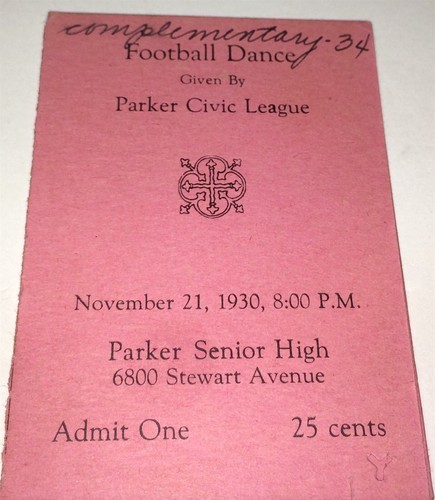 complementary - 34
Football Dance
Given By
Parker Civic League
November 21, 1930, 8:00 P.M.
Parker Senior High
6800 Stewart Avenue
Admit One 25 cents